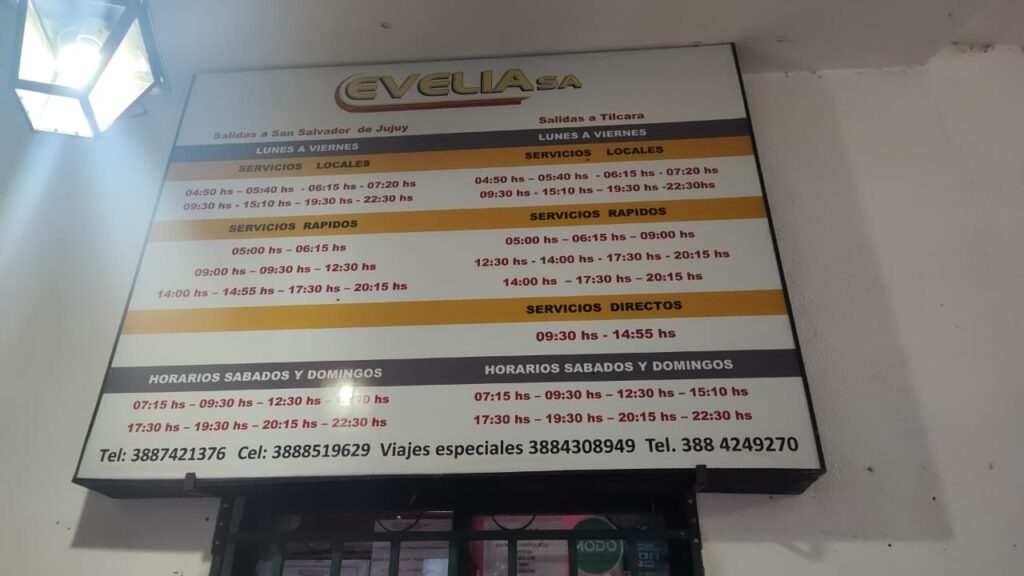 EVELIA SA
Salidas a San Salvador de Jujuy
LUNES A VIERNES
SERVICIOS LOCALES
04:50 hs – 05:40 hs - 06:15 hs - 07:20 hs
09:30 hs - 15:10 hs – 19:30 hs - 22:30 hs
SERVICIOS RAPIDOS
05:00 hs – 06:15 hs
09:00 hs – 09:30 hs – 12:30 hs
14:00 hs – 14:55 hs – 17:30 hs – 20:15 hs
HORARIOS SABADOS Y DOMINGOS
07:15 hs – 09:30 hs – 12:30 hs – hs
17:30 hs – 19:30 hs – 20:15 hs – 22:30 hs
Salidas a Tilcara
LUNES A VIERNES
SERVICIOS LOCALES
04:50 hs – 05:40 hs - 06:15 hs - 07:20 hs
09:30 hs - 15:10 hs – 19:30 hs -22:30hs
SERVICIOS RAPIDOS
05:00 hs – 06:15 hs – 09:00 hs
12:30 hs - 14:00 hs - 17:30 hs - 20:15 hs
14:00 hs – 17:30 hs – 20:15 hs
SERVICIOS DIRECTOS
09:30 hs - 14:55 hs
HORARIOS SABADOS Y DOMINGOS
07:15 hs – 09:30 hs – 12:30 hs – 15:10 hs
17:30 hs – 19:30 hs – 20:15 hs – 22:30 hs
Tel: 3887421376 Cel: 3888519629 Viajes especiales 3884308949 Tel. 388 4249270
MODO